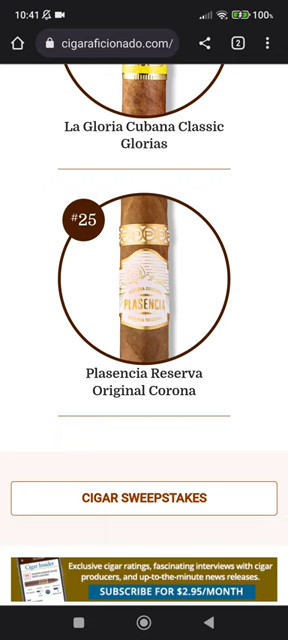 10:41
100%
cigaraficionado.com/
2
La Gloria Cubana Classic
Glorias
#25
PLASENCIA
Plasencia Reserva
Original Corona
CIGAR SWEEPSTAKES
Cigar Insider
Exclusive cigar ratings, fascinating interviews with cigar
producers, and up-to-the-minute news releases.
SUBSCRIBE FOR $2.95/MONTH